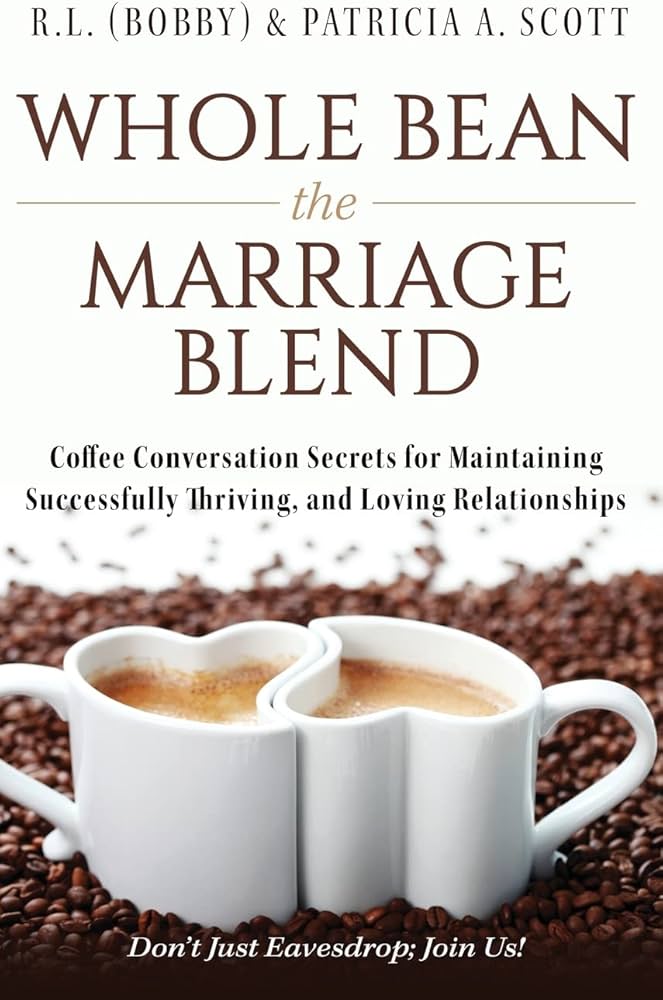 R.L. (BOBBY) & PATRICIA A. SCOTT
WHOLE BEAN
the
MARRIAGE
BLEND
Coffee Conversation Secrets for Maintaining
Successfully Thriving, and Loving Relationships
Don't Just Eavesdrop; Join Us!